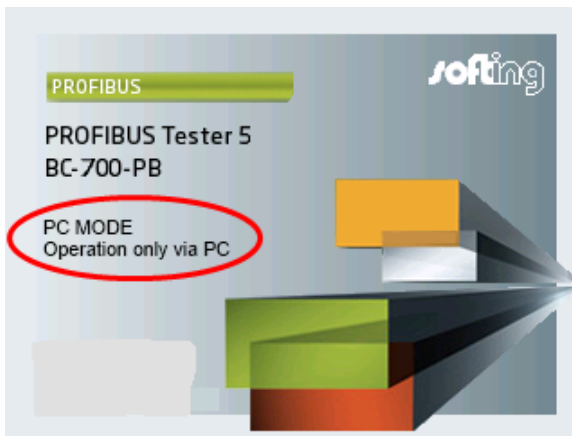 softing
PROFIBUS
PROFIBUS Tester 5
BC-700-PB
PC MODE
Operation only via PC